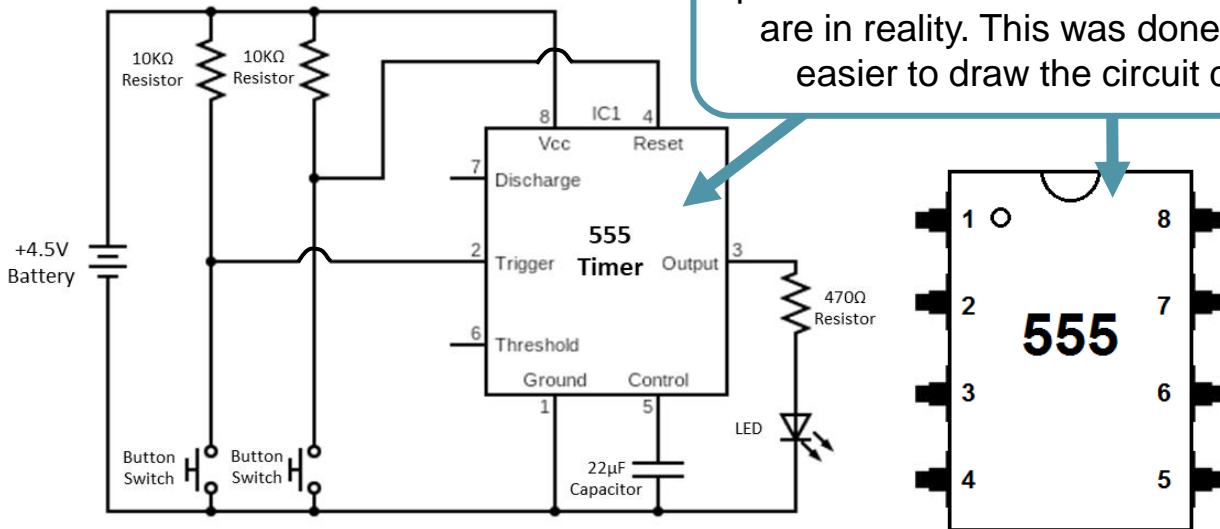 are in reality. This was done
easier to draw the circuit
10KΩ
Resistor
10KΩ
Resistor
8
IC1
4
Vcc
Reset
7
Discharge
+4.5V
Battery
2
Trigger
555
Timer
Output
3
470Ω
Resistor
6
Threshold
Ground
Control
1
5
LED
Button
Switch
Button
Switch
22µF
Capacitor
1
8
2
7
555
3
6
4
5